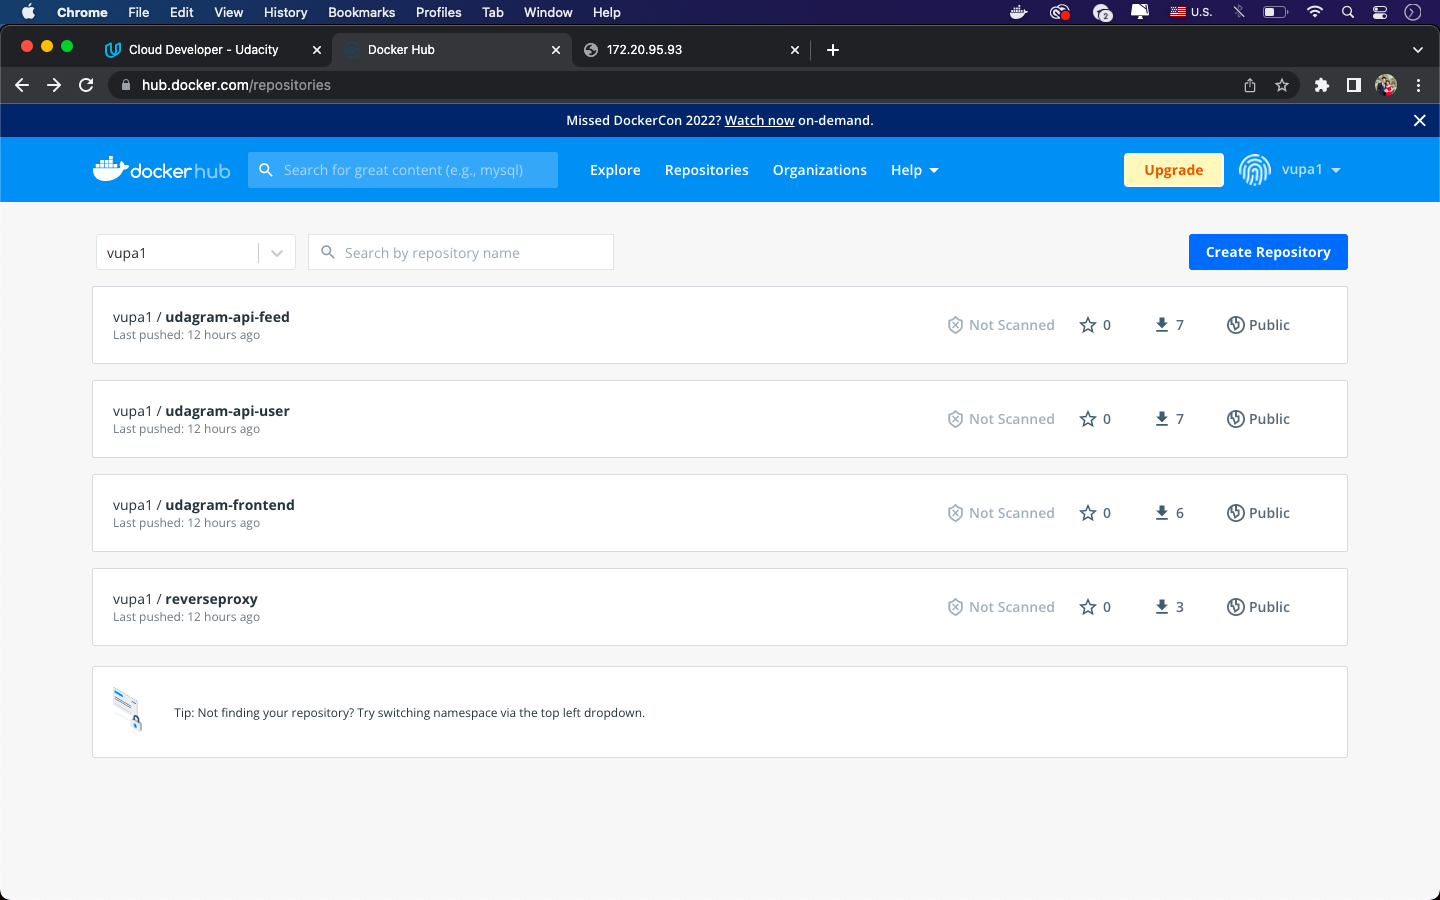 Chrome File Edit View History Bookmarks Profiles Tab Window Help 2 U.S.
Cloud Developer - Udacity Docker Hub 172.20.95.93
hub.docker.com/repositories
Missed DockerCon 2022? Watch now on-demand.
docker hub Search for great content (e.g., mysql) Explore Repositories Organizations Help Upgrade vupa1
vupa1 Search by repository name Create Repository
vupa1 / udagram-api-feed
Last pushed: 12 hours ago
Not Scanned 0 7 Public
vupa1 / udagram-api-user
Last pushed: 12 hours ago
Not Scanned 0 7 Public
vupa1 / udagram-frontend
Last pushed: 12 hours ago
Not Scanned 0 6 Public
vupa1 / reverseproxy
Last pushed: 12 hours ago
Not Scanned 0 3 Public
Tip: Not finding your repository? Try switching namespace via the top left dropdown.